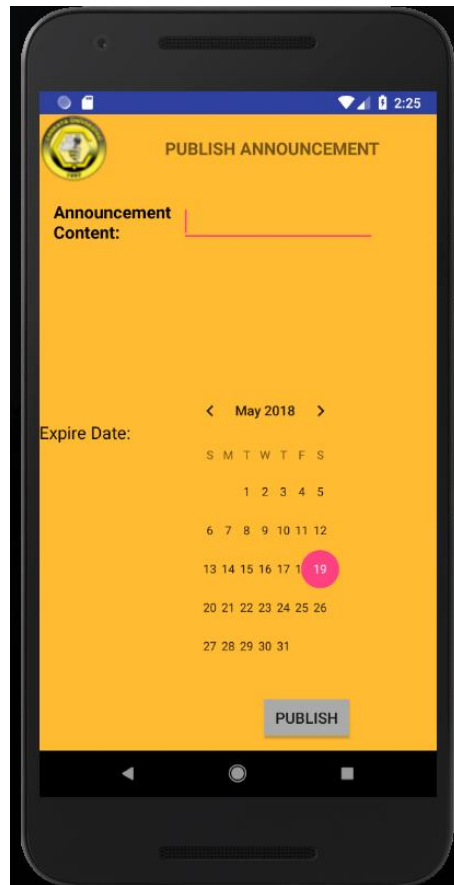 2:25
PUBLISH ANNOUNCEMENT
Announcement
Content:
May 2018
Expire Date:
S M T W T F S
1 2 3 4 5
6 7 8 9 10 11 12
13 14 15 16 17 1 19
20 21 22 23 24 25 26
27 28 29 30 31
PUBLISH